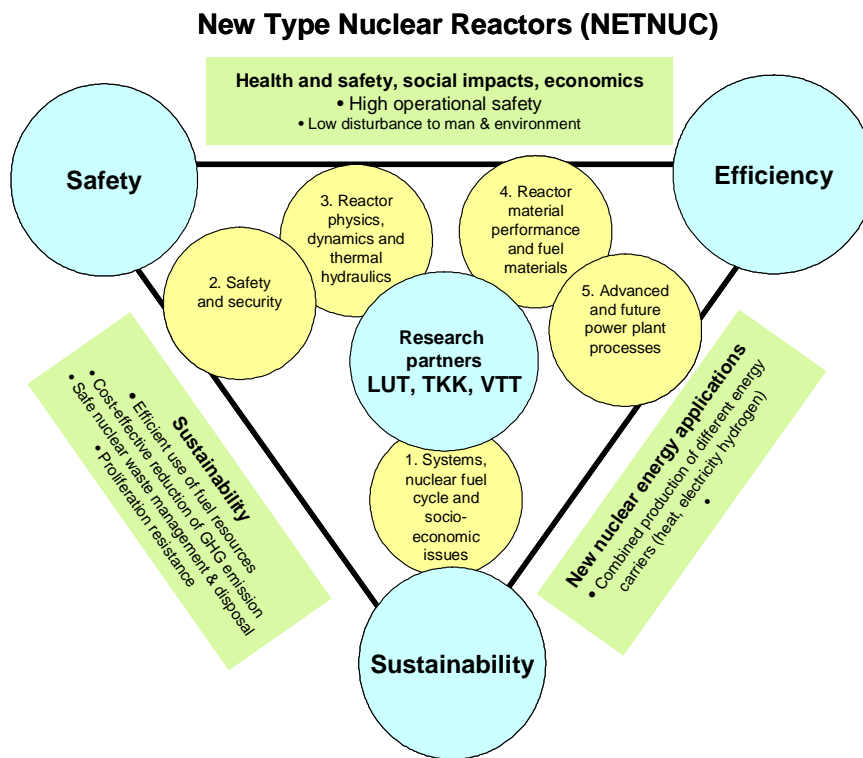 New Type Nuclear Reactors (NETNUC)
Health and safety, social impacts, economics
• High operational safety
• Low disturbance to man & environment
Safety
Efficiency
3. Reactor
physics,
dynamics and
thermal
hydraulics
4. Reactor
material
performance
and fuel
materials
2. Safety
and security
5. Advanced
and future
power plant
processes
Research
partners
LUT, TKK, VTT
1. Systems,
nuclear fuel
cycle and
socio-
economic
issues
Sustainability
• Efficient use of fuel resources
• Cost-effective reduction of GHG emission
• Safe nuclear waste management & disposal
• Proliferation resistance
New nuclear energy applications
• Combined production of different energy
carriers (heat, electricity hydrogen)
•
Sustainability